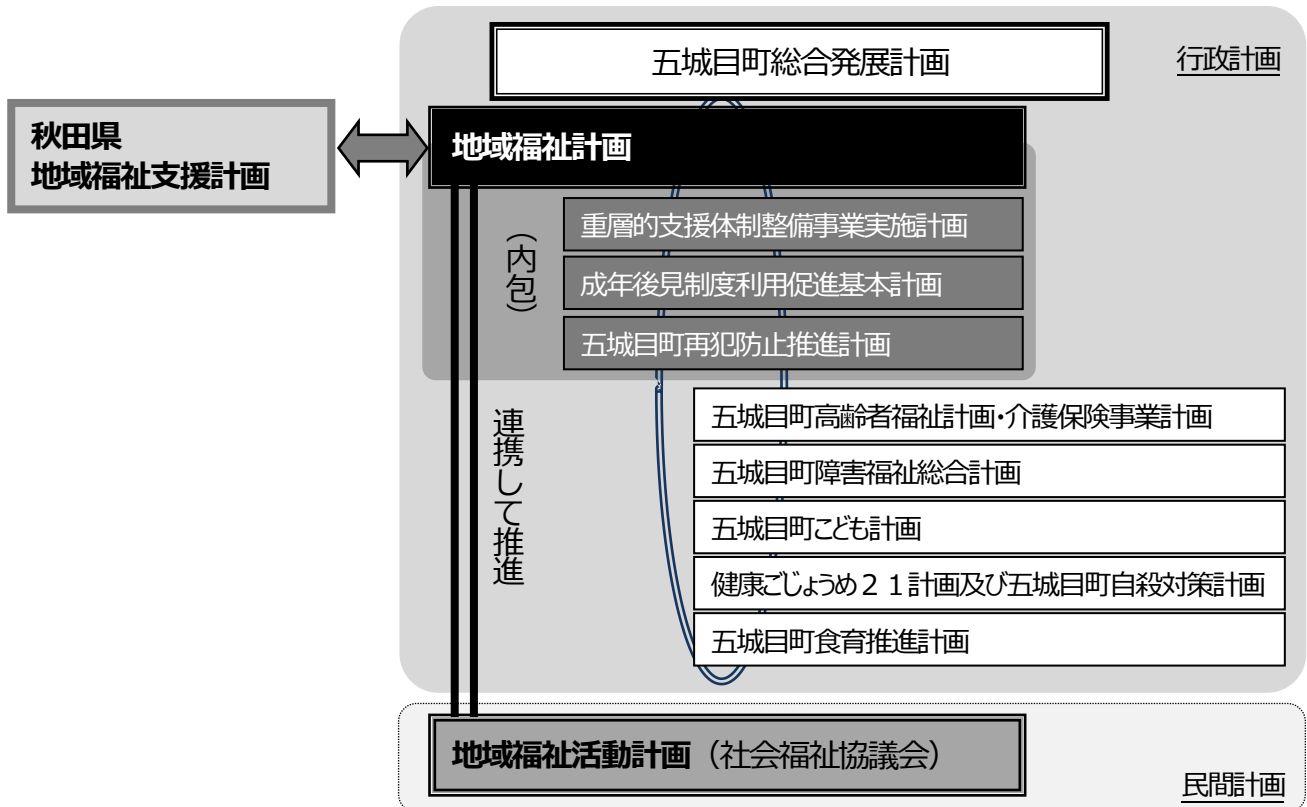 五城目町総合発展計画
行政計画
秋田県
地域福祉支援計画
地域福祉計画
(内包)
重層的支援体制整備事業実施計画
成年後見制度利用促進基本計画
五城目町再犯防止推進計画
連携して推進
五城目町高齢者福祉計画・介護保険事業計画
五城目町障害福祉総合計画
五城目町こども計画
健康ごじょうめ21計画及び五城目町自殺対策計画
五城目町食育推進計画
地域福祉活動計画(社会福祉協議会)
民間計画